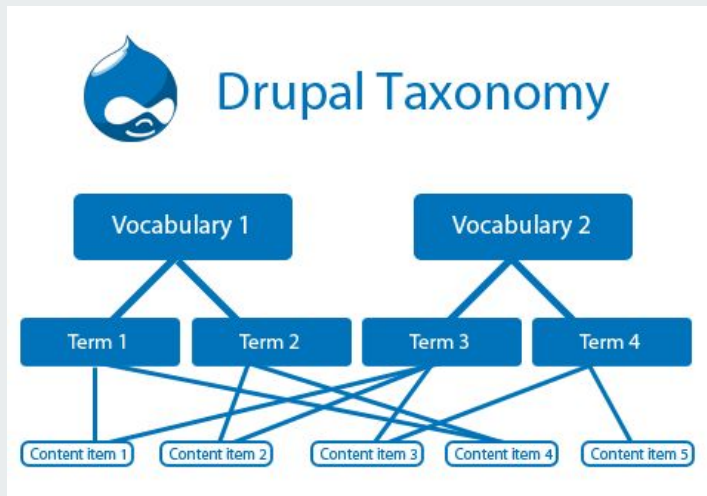 Drupal Taxonomy
Vocabulary 1
Vocabulary 2
Term 1
Term 2
Term 3
Term 4
Content item 1
Content item 2
Content item 3
Content item 4
Content item 5